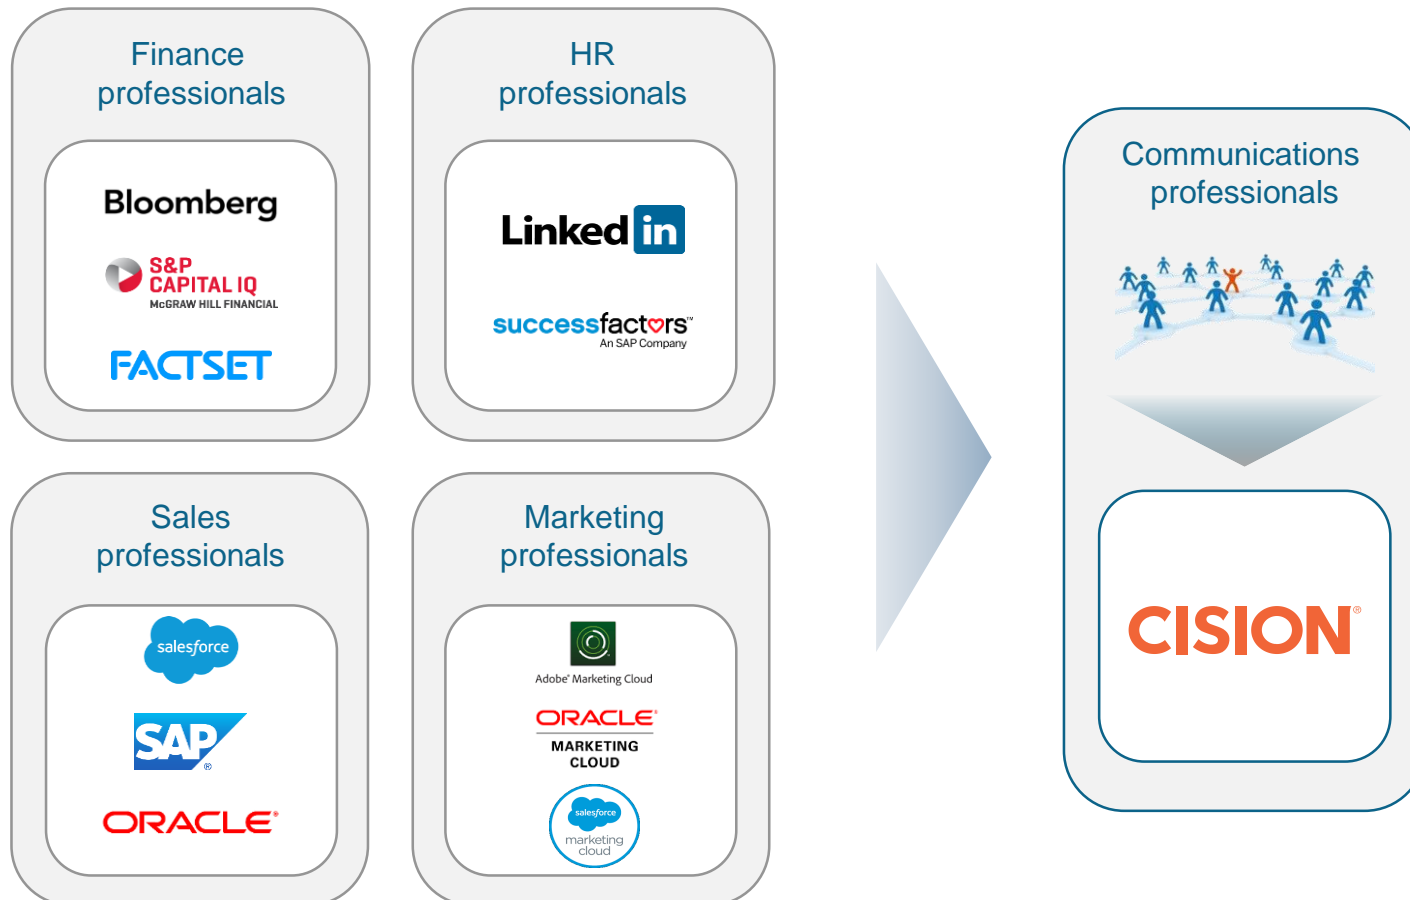 Finance
professionals
Bloomberg
S&P
CAPITAL IQ
McGRAW HILL FINANCIAL
FACTSET
HR
professionals
Linked in
successfactors™
An SAP Company
Sales
professionals
salesforce
SAP®
ORACLE®
Marketing
professionals
Adobe® Marketing Cloud
ORACLE®
MARKETING
CLOUD
salesforce
marketing
cloud
Communications
professionals
CISION®